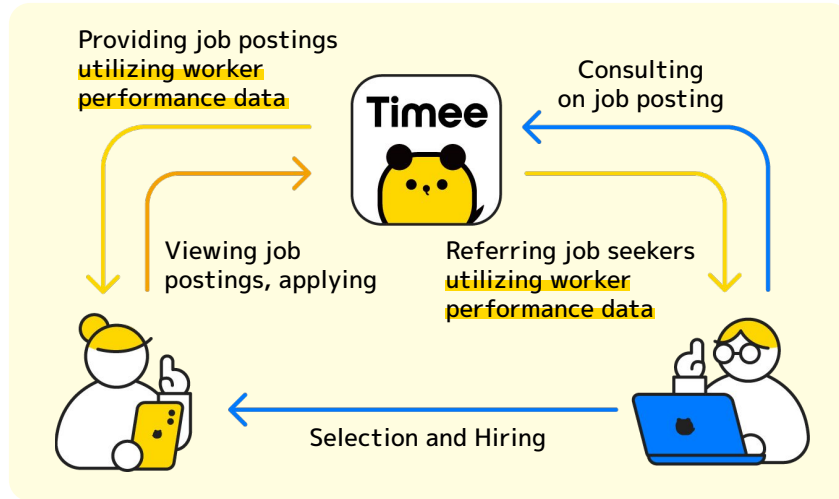 Providing job postings
utilizing worker
performance data
Consulting
on job posting
Timee
Viewing job
postings, applying
Referring job seekers
utilizing worker
performance data
Selection and Hiring